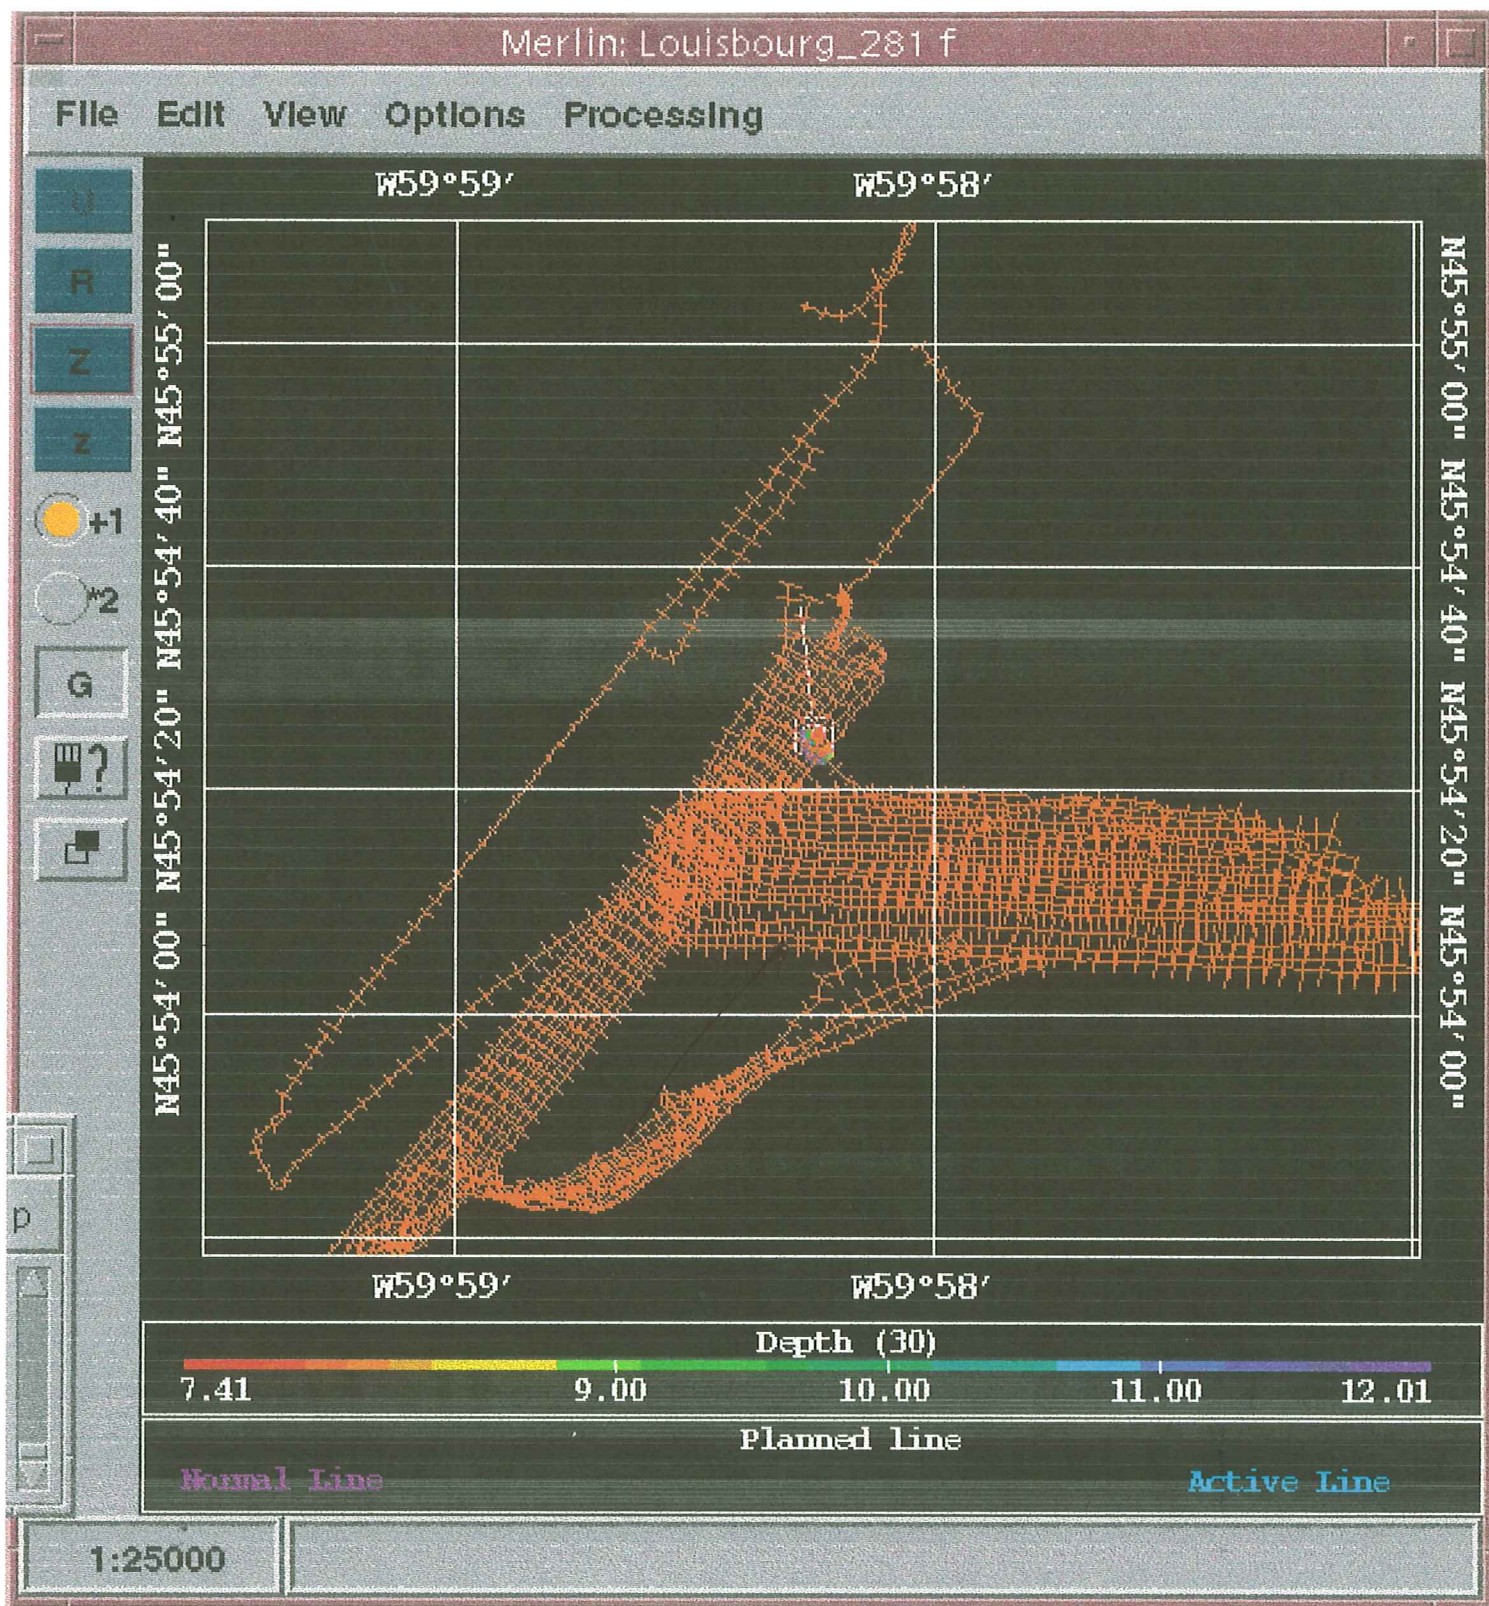 Merlin: Louisbourg_281 f
File Edit View Options Processing
U
R
Z
z
+1
*2
G
?
p
W59°59′ W59°58′
N45°55′00" N45°54′40" N45°54′20" N45°54′00"
N45°55′00" N45°54′40" N45°54′20" N45°54′00"
W59°59′ W59°58′
Depth (30)
7.41 9.00 10.00 11.00 12.01
Planned line
Normal Line Active Line
1:25000